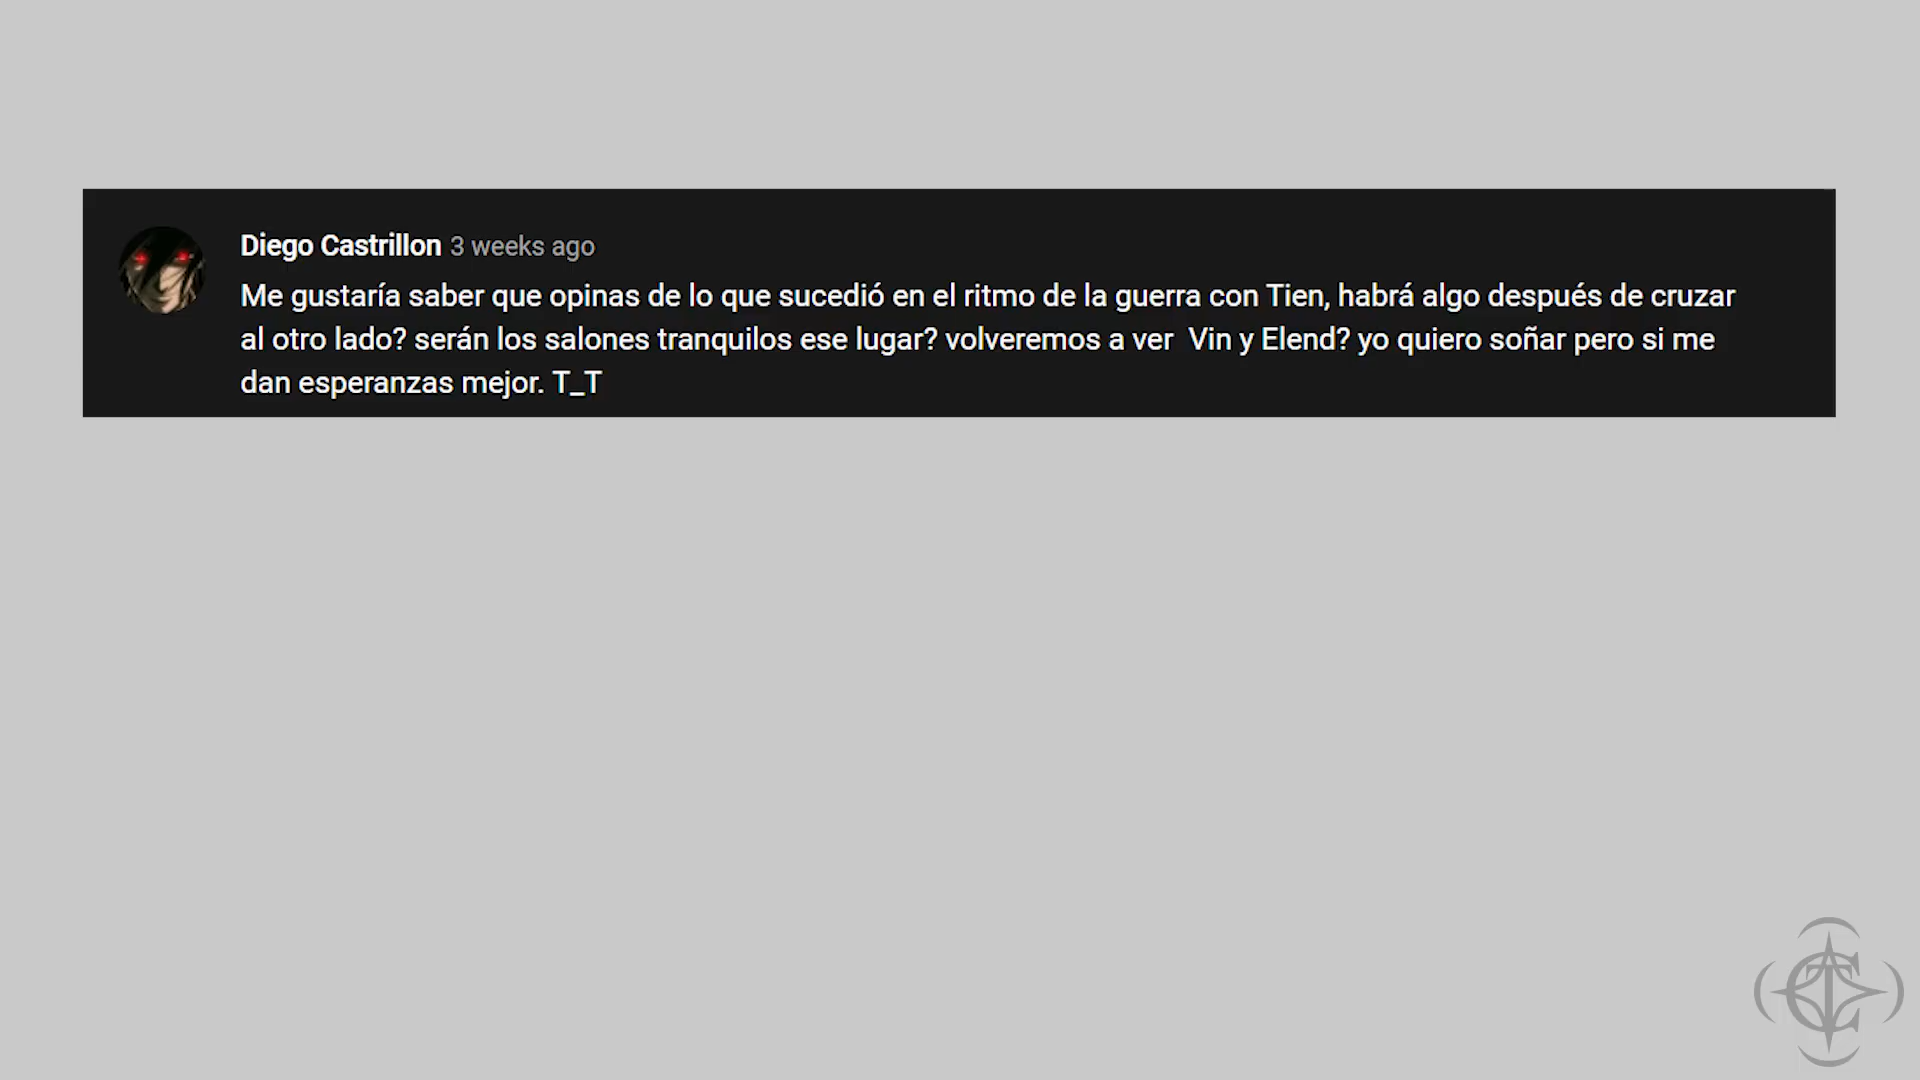 Diego Castrillon 3 weeks ago
Me gustaría saber que opinas de lo que sucedió en el ritmo de la guerra con Tien, habrá algo después de cruzar
al otro lado? serán los salones tranquilos ese lugar? volveremos a ver  Vin y Elend? yo quiero soñar pero si me
dan esperanzas mejor. T_T